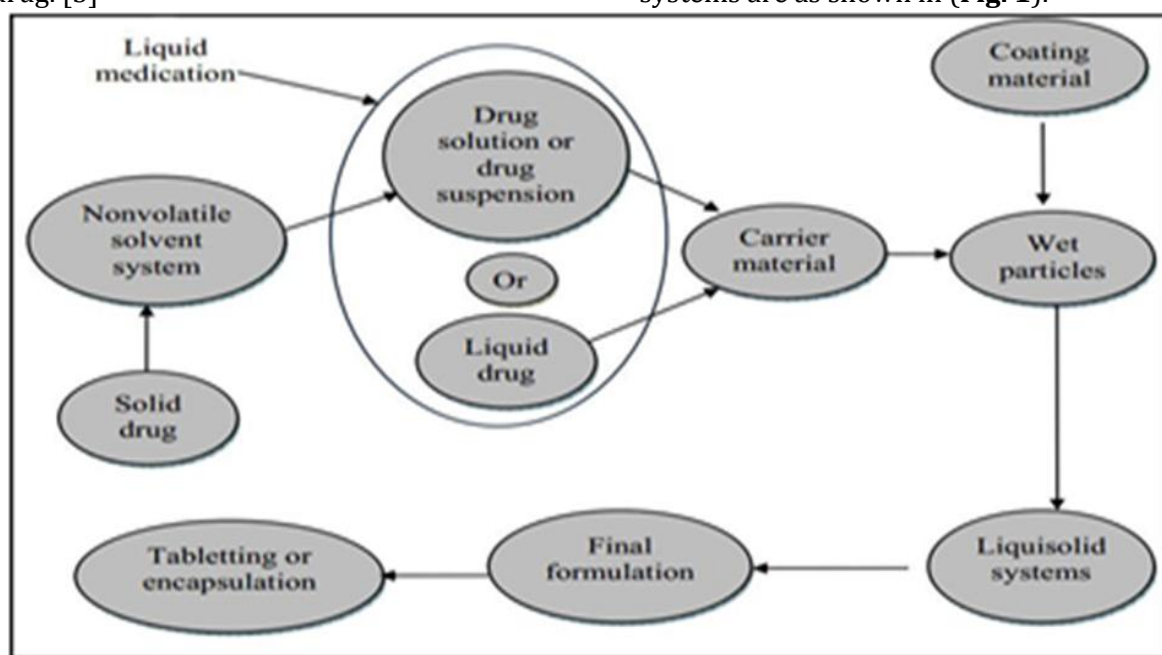 drug. [5]
systems are as shown in (Fig. 1).
Liquid
medication
Coating
material
Drug
solution or
drug
suspension
Nonvolatile
solvent
system
Carrier
material
Wet
particles
Or
Liquid
drug
Solid
drug
Tabletting or
encapsulation
Final
formulation
Liquisolid
systems